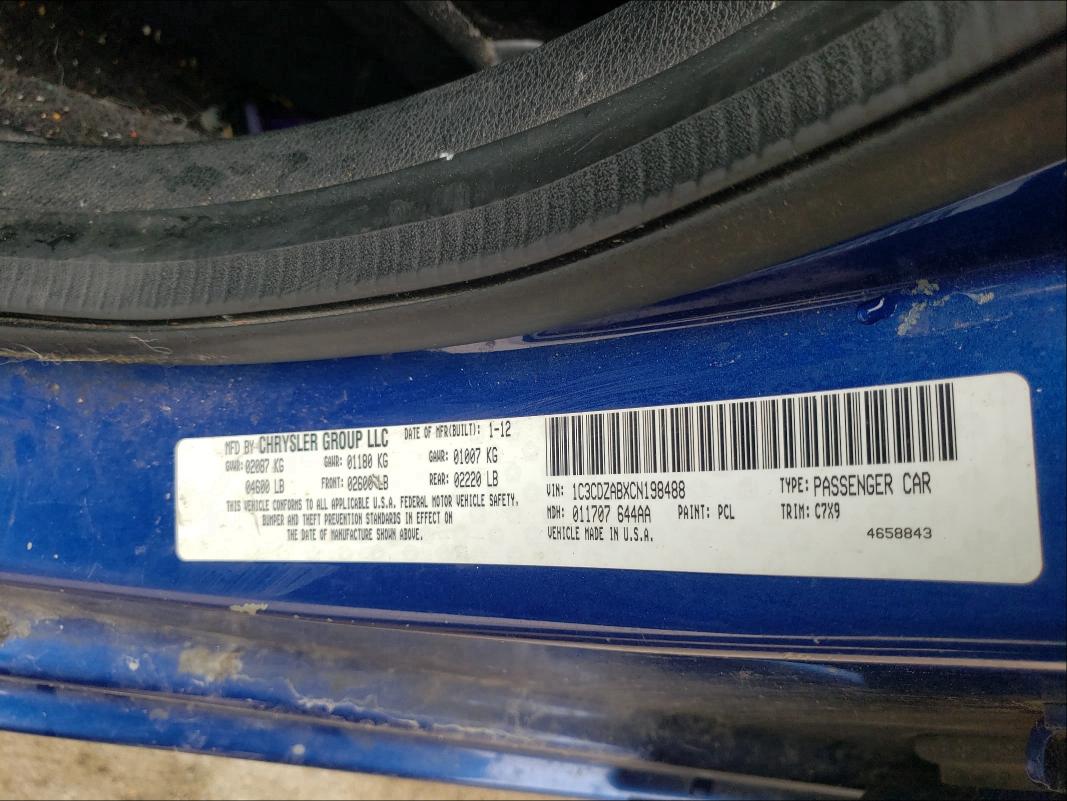 MFD BY CHRYSLER GROUP LLC DATE OF MFR(BUILT): 1-12
GVWR: 02087 KG GAWR: 01180 KG GAWR: 01007 KG
04600 LB FRONT: 02600 LB REAR: 02220 LB
THIS VEHICLE CONFORMS TO ALL APPLICABLE U.S.A. FEDERAL MOTOR VEHICLE SAFETY,
BUMPER AND THEFT PREVENTION STANDARDS IN EFFECT ON
THE DATE OF MANUFACTURE SHOWN ABOVE.
VIN: 1C3CDZABXCN198488 TYPE: PASSENGER CAR
MDH: 011707 644AA PAINT: PCL TRIM: C7X9
VEHICLE MADE IN U.S.A. 4658843